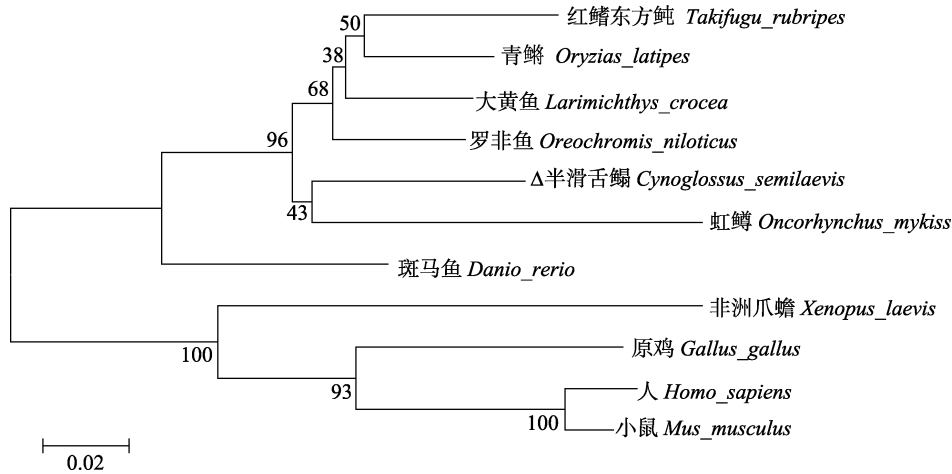 50
红鳍东方鲀 Takifugu_rubripes
38
青鳉 Oryzias_latipes
68
大黄鱼 Larimichthys_crocea
96
罗非鱼 Oreochromis_niloticus
Δ半滑舌鳎 Cynoglossus_semilaevis
43
虹鳟 Oncorhynchus_mykiss
斑马鱼 Danio_rerio
非洲爪蟾 Xenopus_laevis
100
原鸡 Gallus_gallus
93
人 Homo_sapiens
100
小鼠 Mus_musculus
0.02